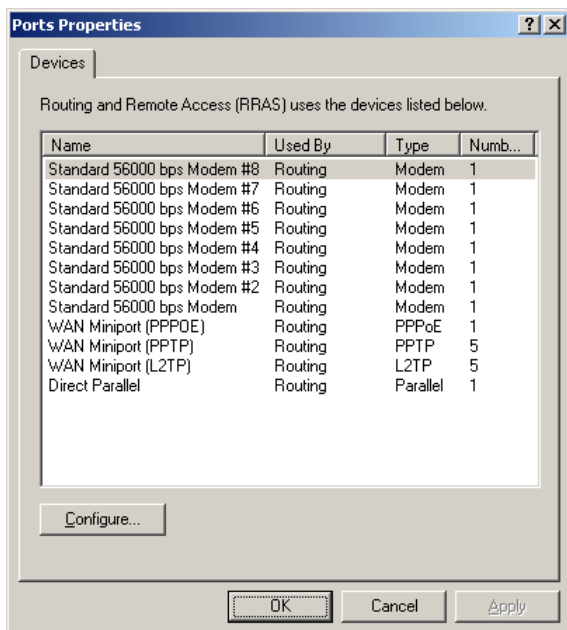 Ports Properties
Devices
Routing and Remote Access (RRAS) uses the devices listed below.
Name Used By Type Numb...
Standard 56000 bps Modem #8 Routing Modem 1
Standard 56000 bps Modem #7 Routing Modem 1
Standard 56000 bps Modem #6 Routing Modem 1
Standard 56000 bps Modem #5 Routing Modem 1
Standard 56000 bps Modem #4 Routing Modem 1
Standard 56000 bps Modem #3 Routing Modem 1
Standard 56000 bps Modem #2 Routing Modem 1
Standard 56000 bps Modem Routing Modem 1
WAN Miniport (PPPOE) Routing PPPoE 1
WAN Miniport (PPTP) Routing PPTP 5
WAN Miniport (L2TP) Routing L2TP 5
Direct Parallel Routing Parallel 1
Configure...
OK Cancel Apply